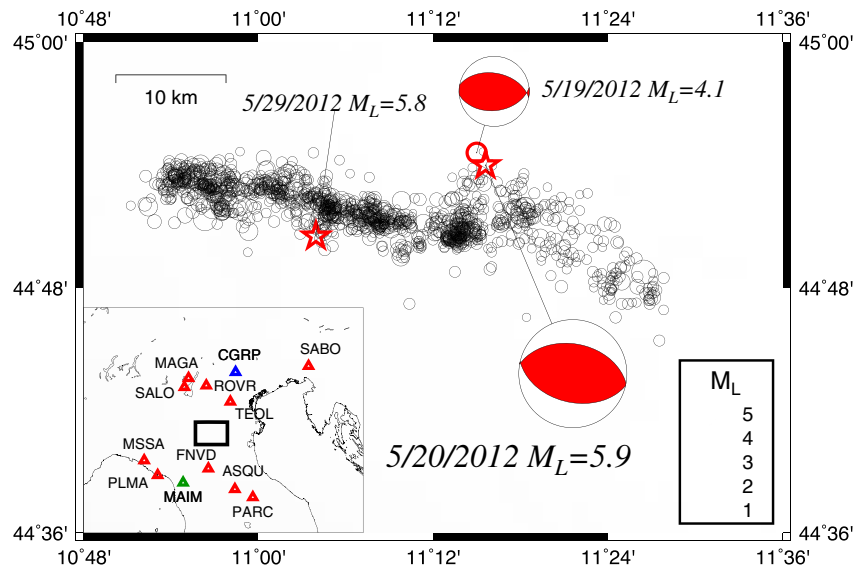 10˚48' 11˚00' 11˚12' 11˚24' 11˚36'
45˚00' 45˚00'
10 km
5/29/2012 ML=5.8
5/19/2012 ML=4.1
44˚48' 44˚48'
CGRP
SABO
MAGA
SALO
ROVR
TEOL
MSSA
FNVD
PLMA
ASQU
MAIM
PARC
5/20/2012 ML=5.9
ML
5
4
3
2
1
44˚36' 44˚36'
10˚48' 11˚00' 11˚12' 11˚24' 11˚36'